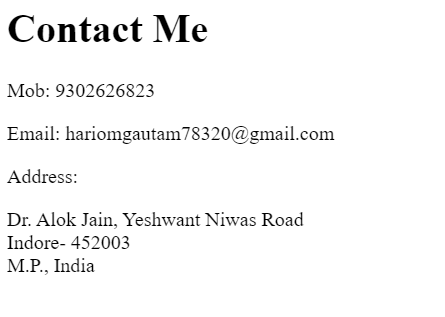 Contact Me
Mob: 9302626823
Email: hariomgautam78320@gmail.com
Address:
Dr. Alok Jain, Yeshwant Niwas Road
Indore- 452003
M.P., India